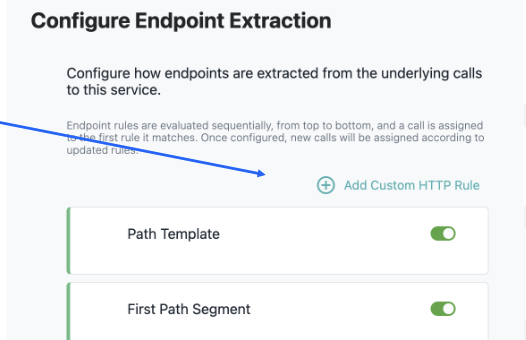 Configure Endpoint Extraction
Configure how endpoints are extracted from the underlying calls
to this service.
Endpoint rules are evaluated sequentially, from top to bottom, and a call is assigned
to the first rule it matches. Once configured, new calls will be assigned according to
updated rules.
Add Custom HTTP Rule
Path Template
First Path Segment